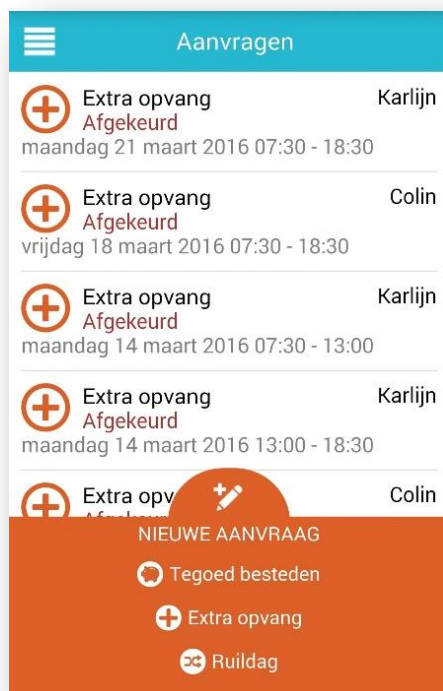 Aanvragen
Extra opvang Karlijn
Afgekeurd
maandag 21 maart 2016 07:30 - 18:30
Extra opvang Colin
Afgekeurd
vrijdag 18 maart 2016 07:30 - 18:30
Extra opvang Karlijn
Afgekeurd
maandag 14 maart 2016 07:30 - 13:00
Extra opvang Karlijn
Afgekeurd
maandag 14 maart 2016 13:00 - 18:30
Extra opv Colin
NIEUWE AANVRAAG
Tegoed besteden
Extra opvang
Ruildag